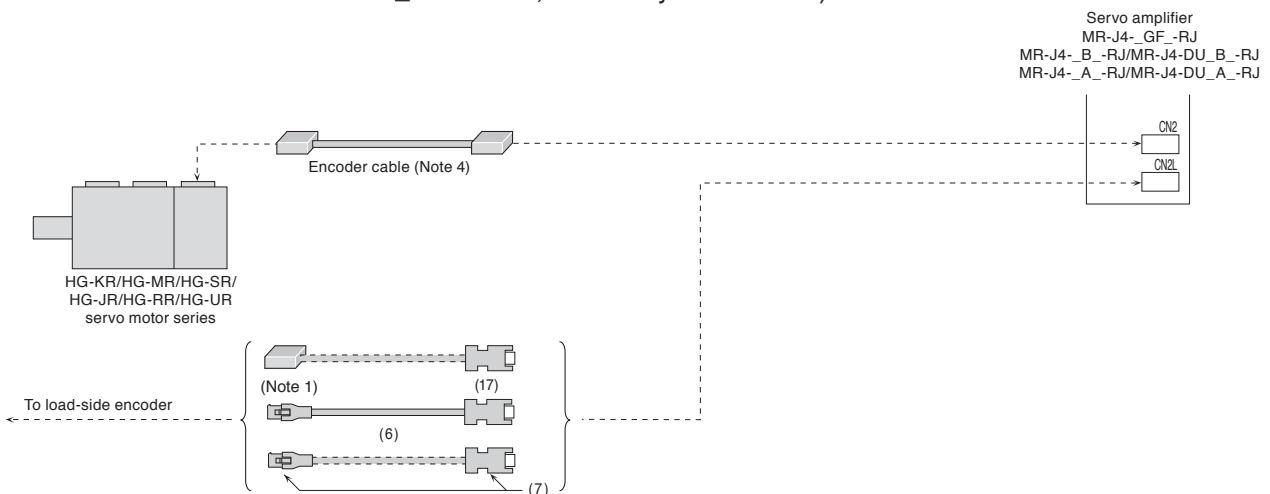 Servo amplifier
MR-J4-_GF_-RJ
MR-J4-_B_-RJ/MR-J4-DU_B_-RJ
MR-J4-_A_-RJ/MR-J4-DU_A_-RJ
CN2
CN2L
Encoder cable (Note 4)
HG-KR/HG-MR/HG-SR/
HG-JR/HG-RR/HG-UR
servo motor series
(Note 1)
(17)
To load-side encoder
(6)
(7)